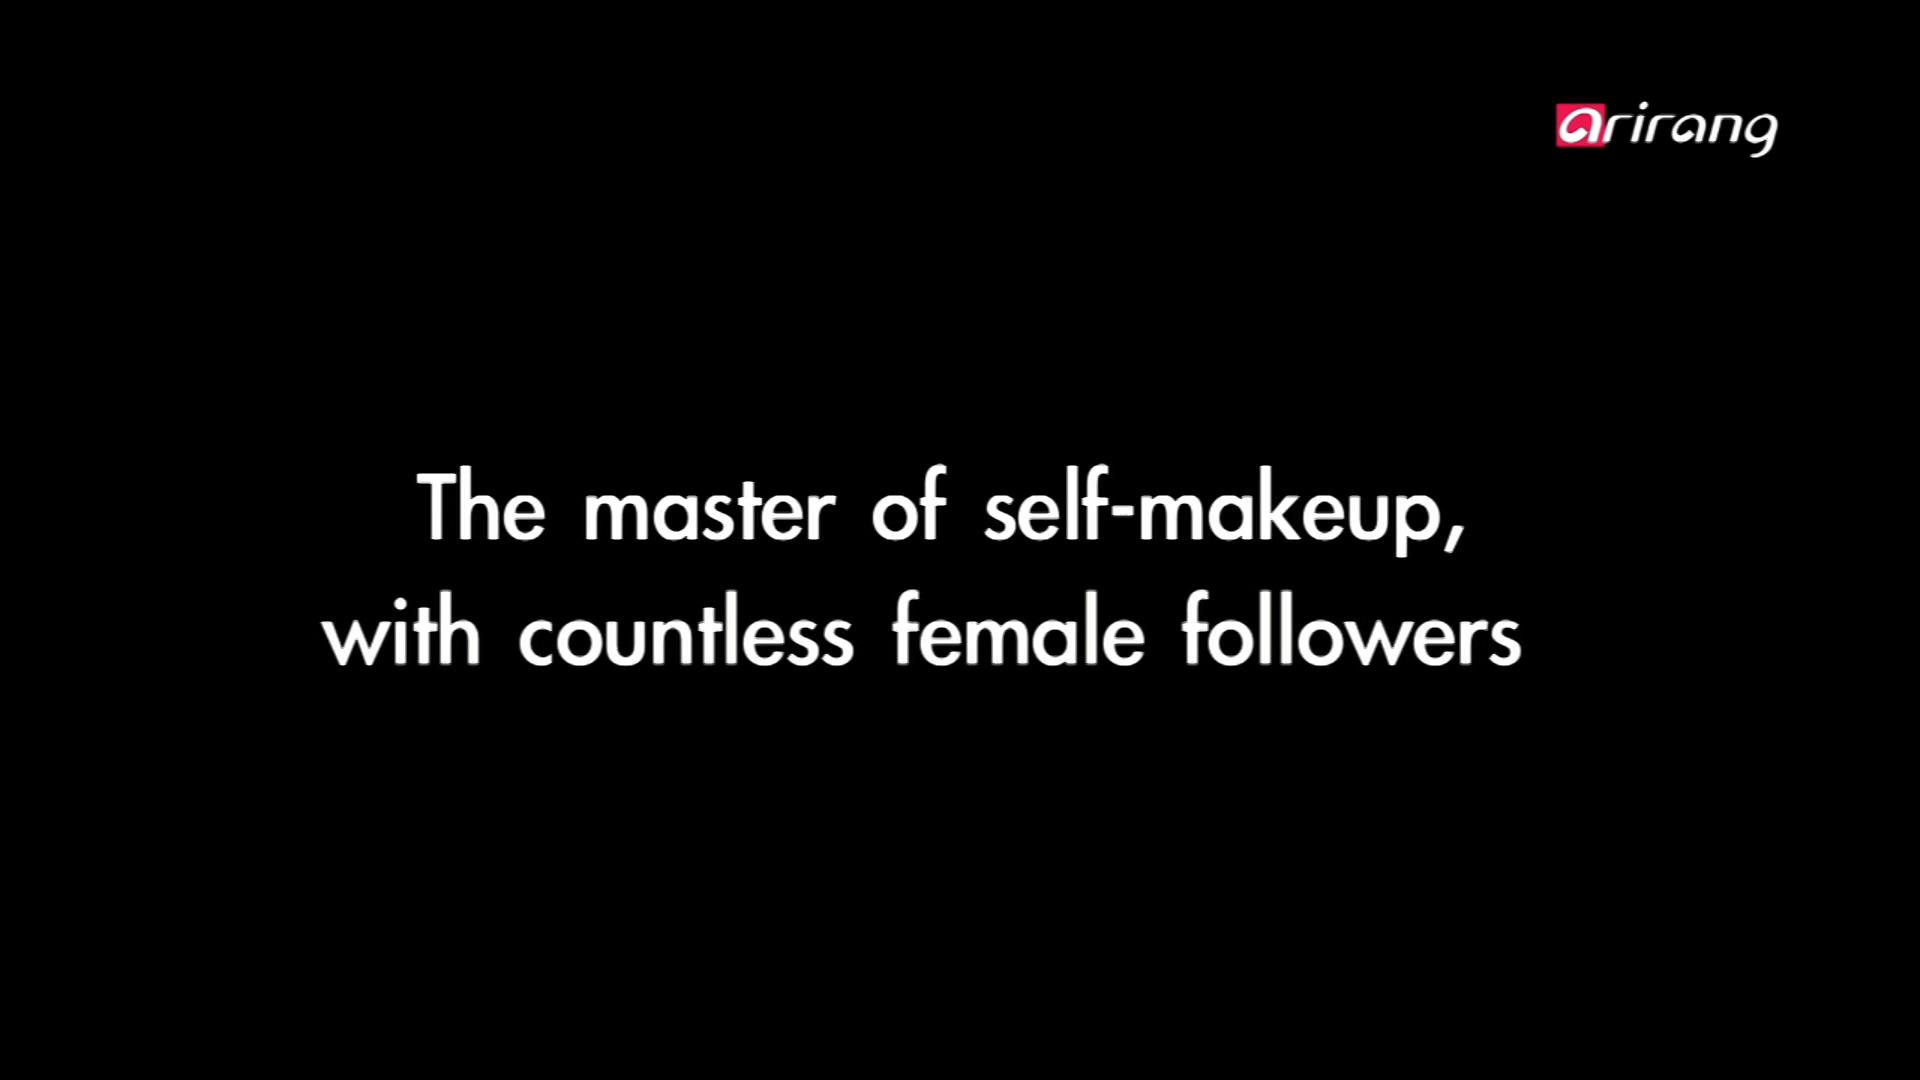 arirang
The master of self-makeup,
with countless female followers